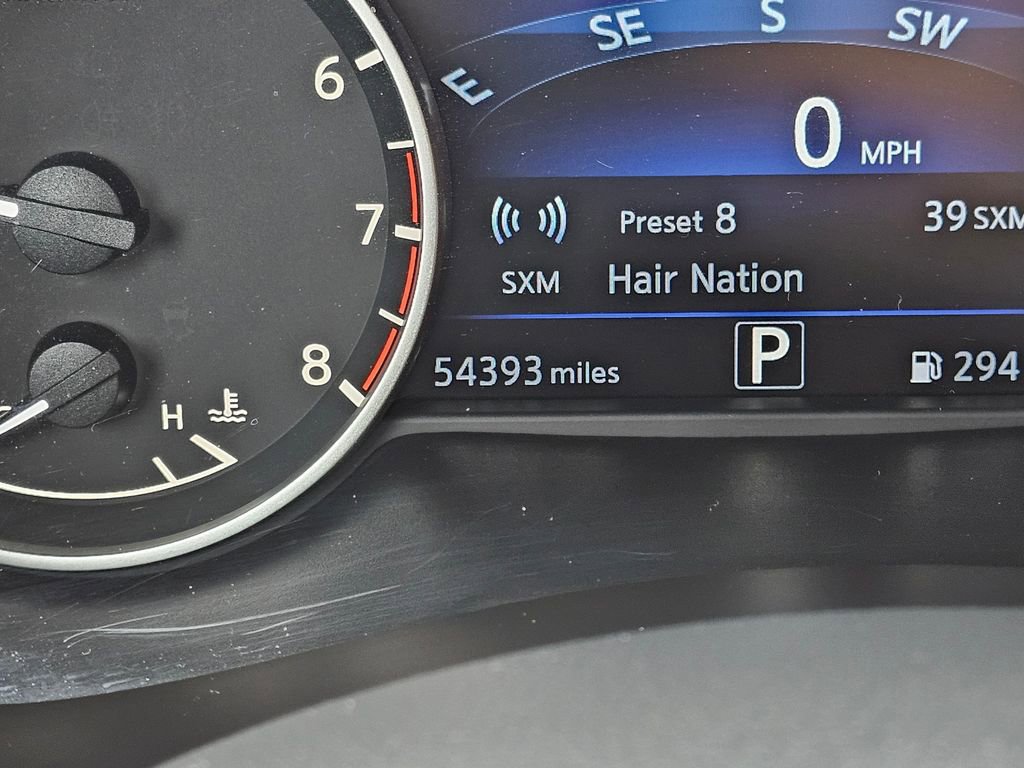 6
7
8
H
E SE S SW
0 MPH
Preset 8 39 SXM
SXM Hair Nation
54393 miles P 294